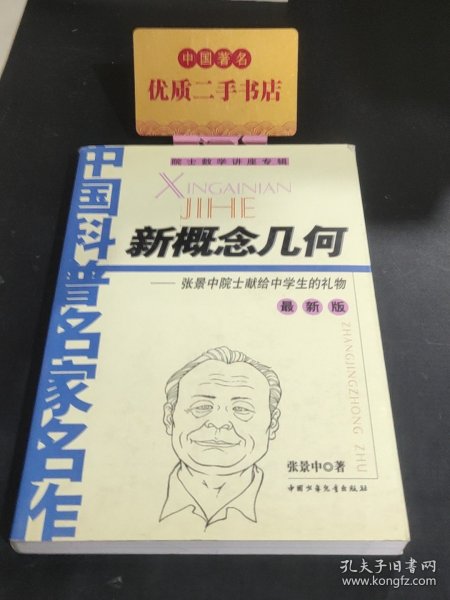 中国著名
优质二手书店
院士数学讲座专辑
XINGAINIAN
JIHE
新概念几何
——张景中院士献给中学生的礼物
最新版
中国科普名家名作
ZHANGJINGZHONG ZHU
张景中◎著
中国少年儿童出版社
孔夫子旧书网
www.kongfz.com